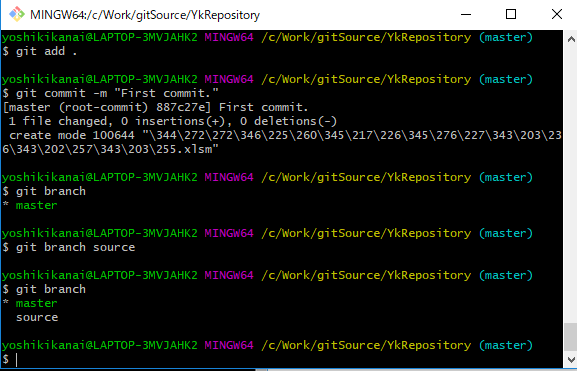 MINGW64:/c/Work/gitSource/YkRepository
yoshikikanai@LAPTOP-3MVJAHK2 MINGW64 /c/Work/gitSource/YkRepository (master)
$ git add .
yoshikikanai@LAPTOP-3MVJAHK2 MINGW64 /c/Work/gitSource/YkRepository (master)
$ git commit -m "First commit."
[master (root-commit) 887c27e] First commit.
 1 file changed, 0 insertions(+), 0 deletions(-)
 create mode 100644 "\344\272\272\346\225\260\345\217\226\345\276\227\343\203\23
6\343\202\257\343\203\255.xlsm"
yoshikikanai@LAPTOP-3MVJAHK2 MINGW64 /c/Work/gitSource/YkRepository (master)
$ git branch
* master
yoshikikanai@LAPTOP-3MVJAHK2 MINGW64 /c/Work/gitSource/YkRepository (master)
$ git branch source
yoshikikanai@LAPTOP-3MVJAHK2 MINGW64 /c/Work/gitSource/YkRepository (master)
$ git branch
* master
  source
yoshikikanai@LAPTOP-3MVJAHK2 MINGW64 /c/Work/gitSource/YkRepository (master)
$